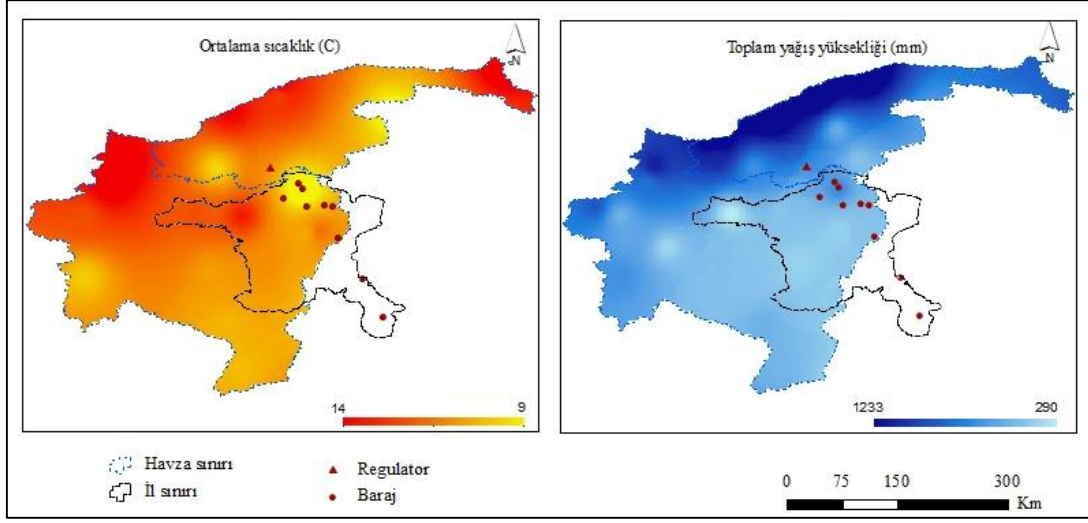 Ortalama sıcaklık (C)
N
14
9
Toplam yağış yüksekliği (mm)
N
1233
290
Havza sınırı
İl sınırı
Regulatör
Baraj
0 75 150 300
Km